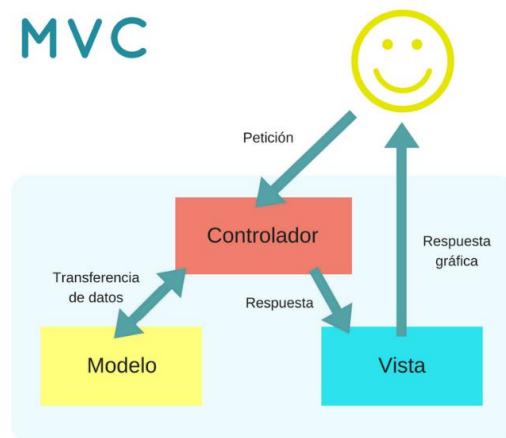 MVC
Petición
Controlador
Transferencia
de datos
Respuesta
Respuesta
gráfica
Modelo
Vista